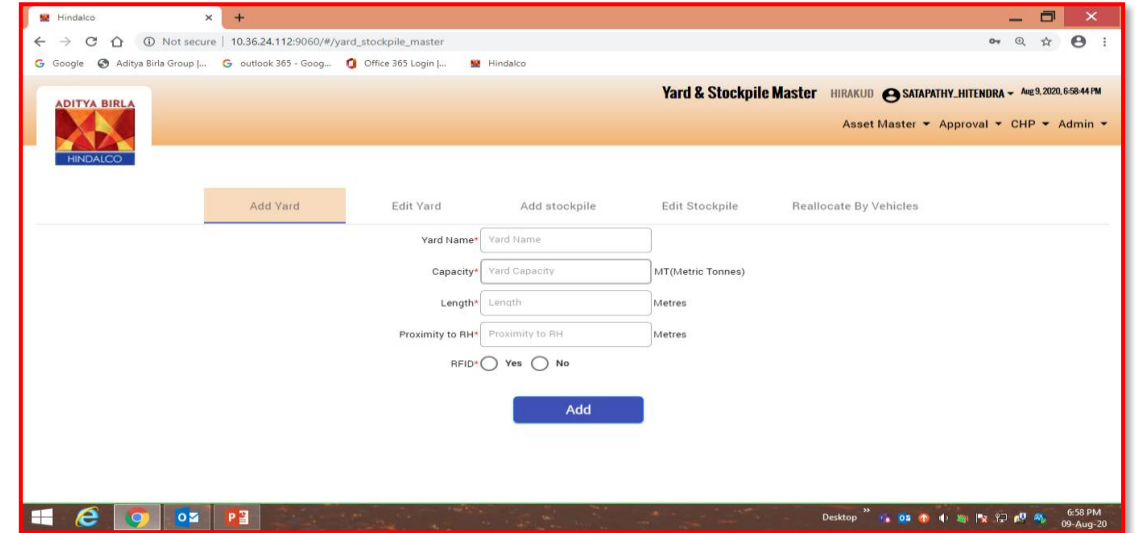 Hindalco
Not secure | 10.36.24.112:9060/#/yard_stockpile_master
Google Aditya Birla Group |... outlook 365 - Goog... Office 365 Login |... Hindalco
ADITYA BIRLA
HINDALCO
Yard & Stockpile Master HIRAKUD SATAPATHY_HITENDRA Aug 9, 2020, 6:58:44 PM
Asset Master Approval CHP Admin
Add Yard Edit Yard Add stockpile Edit Stockpile Reallocate By Vehicles
Yard Name* Yard Name
Capacity* Yard Capacity MT(Metric Tonnes)
Length* Length Metres
Proximity to RH* Proximity to RH Metres
RFID* Yes No
Add
Desktop 6:58 PM
09-Aug-20